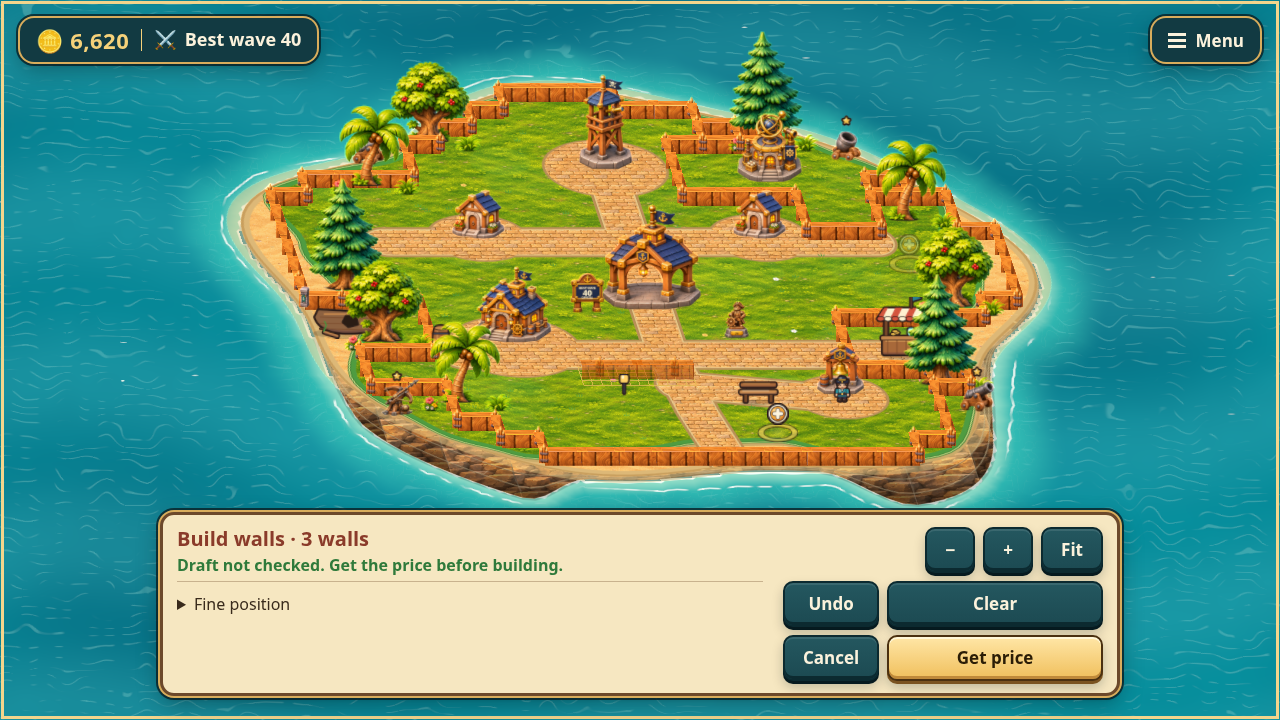 6,620
Best wave 40
Menu
40
Build walls · 3 walls
Draft not checked. Get the price before building.
Fine position
−
+
Fit
Undo
Clear
Cancel
Get price